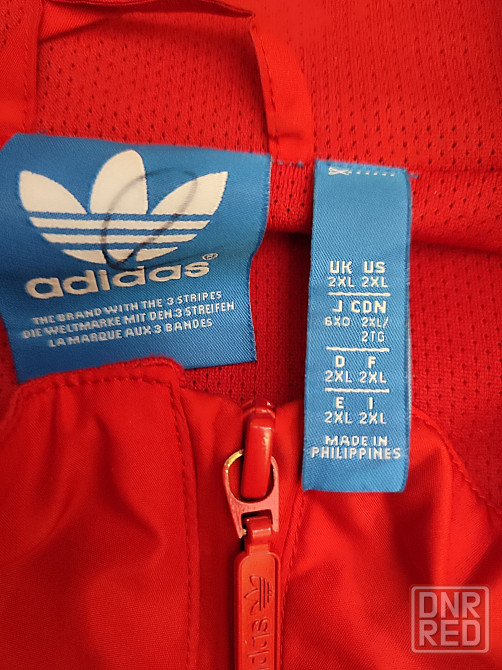 adidas®
THE BRAND WITH THE 3 STRIPES
DIE WELTMARKE MIT DEN 3 STREIFEN
LA MARQUE AUX 3 BANDES
UK US
2XL 2XL
J CDN
6XO 2XL/
2TG
D F
2XL 2XL
E I
2XL 2XL
MADE IN
PHILIPPINES
adidas
DNR
RED